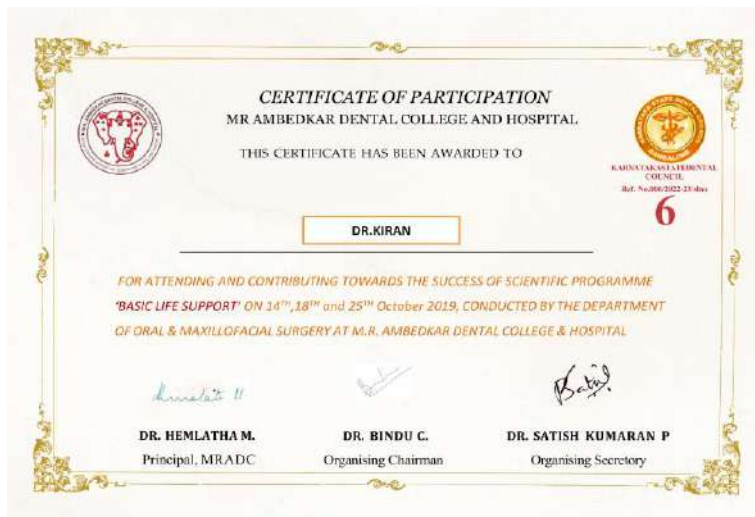 CERTIFICATE OF PARTICIPATION
MR AMBEDKAR DENTAL COLLEGE AND HOSPITAL
THIS CERTIFICATE HAS BEEN AWARDED TO
KARNATAKA STATE DENTAL
COUNCIL
6
DR.KIRAN
FOR ATTENDING AND CONTRIBUTING TOWARDS THE SUCCESS OF SCIENTIFIC PROGRAMME
'BASIC LIFE SUPPORT' ON 14TH,18TH and 25TH October 2019, CONDUCTED BY THE DEPARTMENT
OF ORAL & MAXILLOFACIAL SURGERY AT M.R. AMBEDKAR DENTAL COLLEGE & HOSPITAL
DR. HEMLATHA M.
Principal, MRADC
DR. BINDU C.
Organising Chairman
DR. SATISH KUMARAN P
Organising Secretory